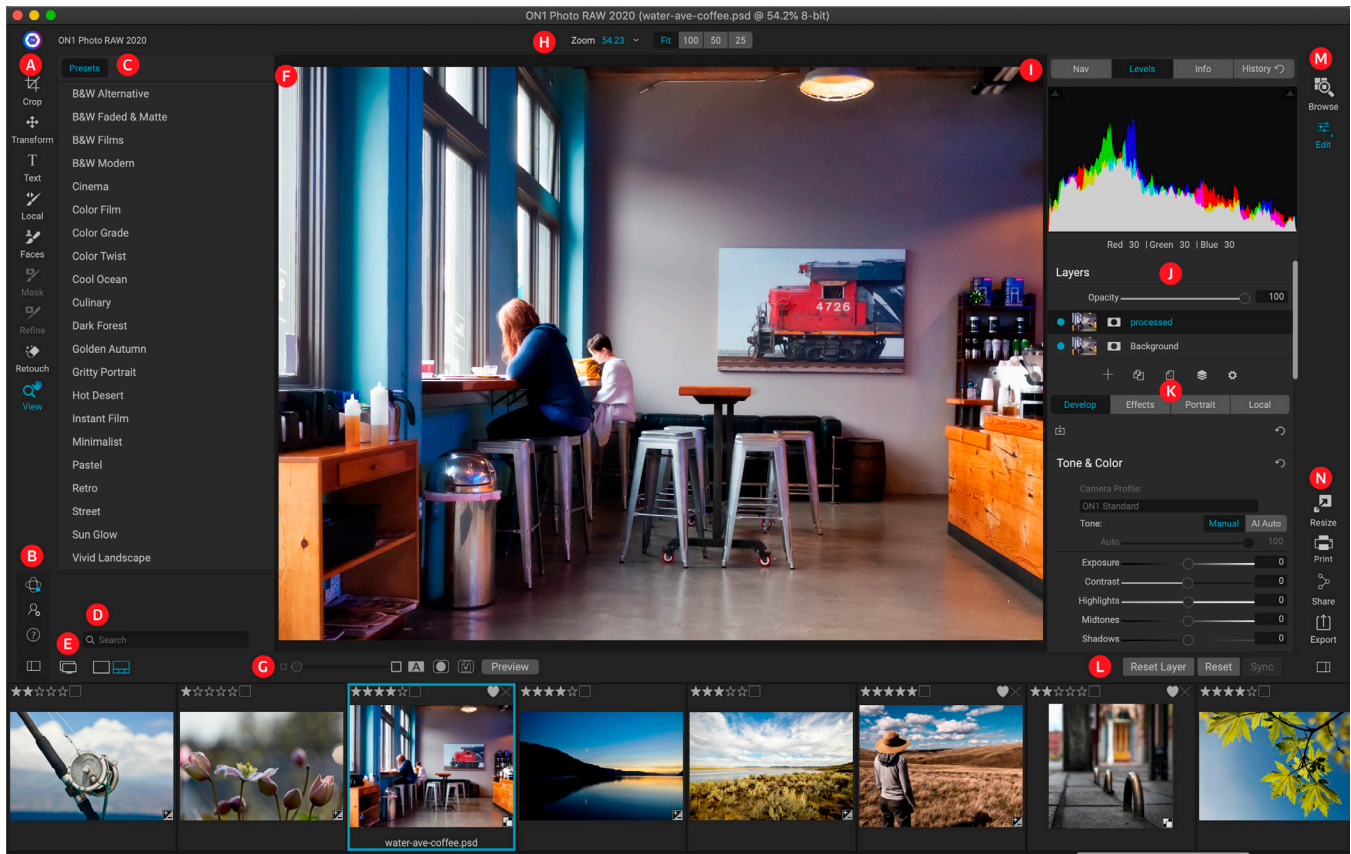 ON1 Photo RAW 2020 (water-ave-coffee.psd @ 54.2% 8-bit)
ON1 Photo RAW 2020
H
Zoom 54.23
Fit 100 50 25
A
Crop
Transform
Text
Local
Faces
Mask
Refine
Retouch
View
B
Presets
C
B&W Alternative
B&W Faded & Matte
B&W Films
B&W Modern
Cinema
Color Film
Color Grade
Color Twist
Cool Ocean
Culinary
Dark Forest
Golden Autumn
Gritty Portrait
Hot Desert
Instant Film
Minimalist
Pastel
Retro
Street
Sun Glow
Vivid Landscape
D
Search
E
F
4726
I
Nav Levels Info History
Red 30 | Green 30 | Blue 30
Layers
J
Opacity 100
processed
Background
K
Develop Effects Portrait Local
Tone & Color
Camera Profile:
ON1 Standard
Tone: Manual AI Auto
Auto 100
Exposure 0
Contrast 0
Highlights 0
Midtones 0
Shadows 0
M
Browse
Edit
N
Resize
Print
Share
Export
G
A
Preview
L
Reset Layer Reset Sync
water-ave-coffee.psd